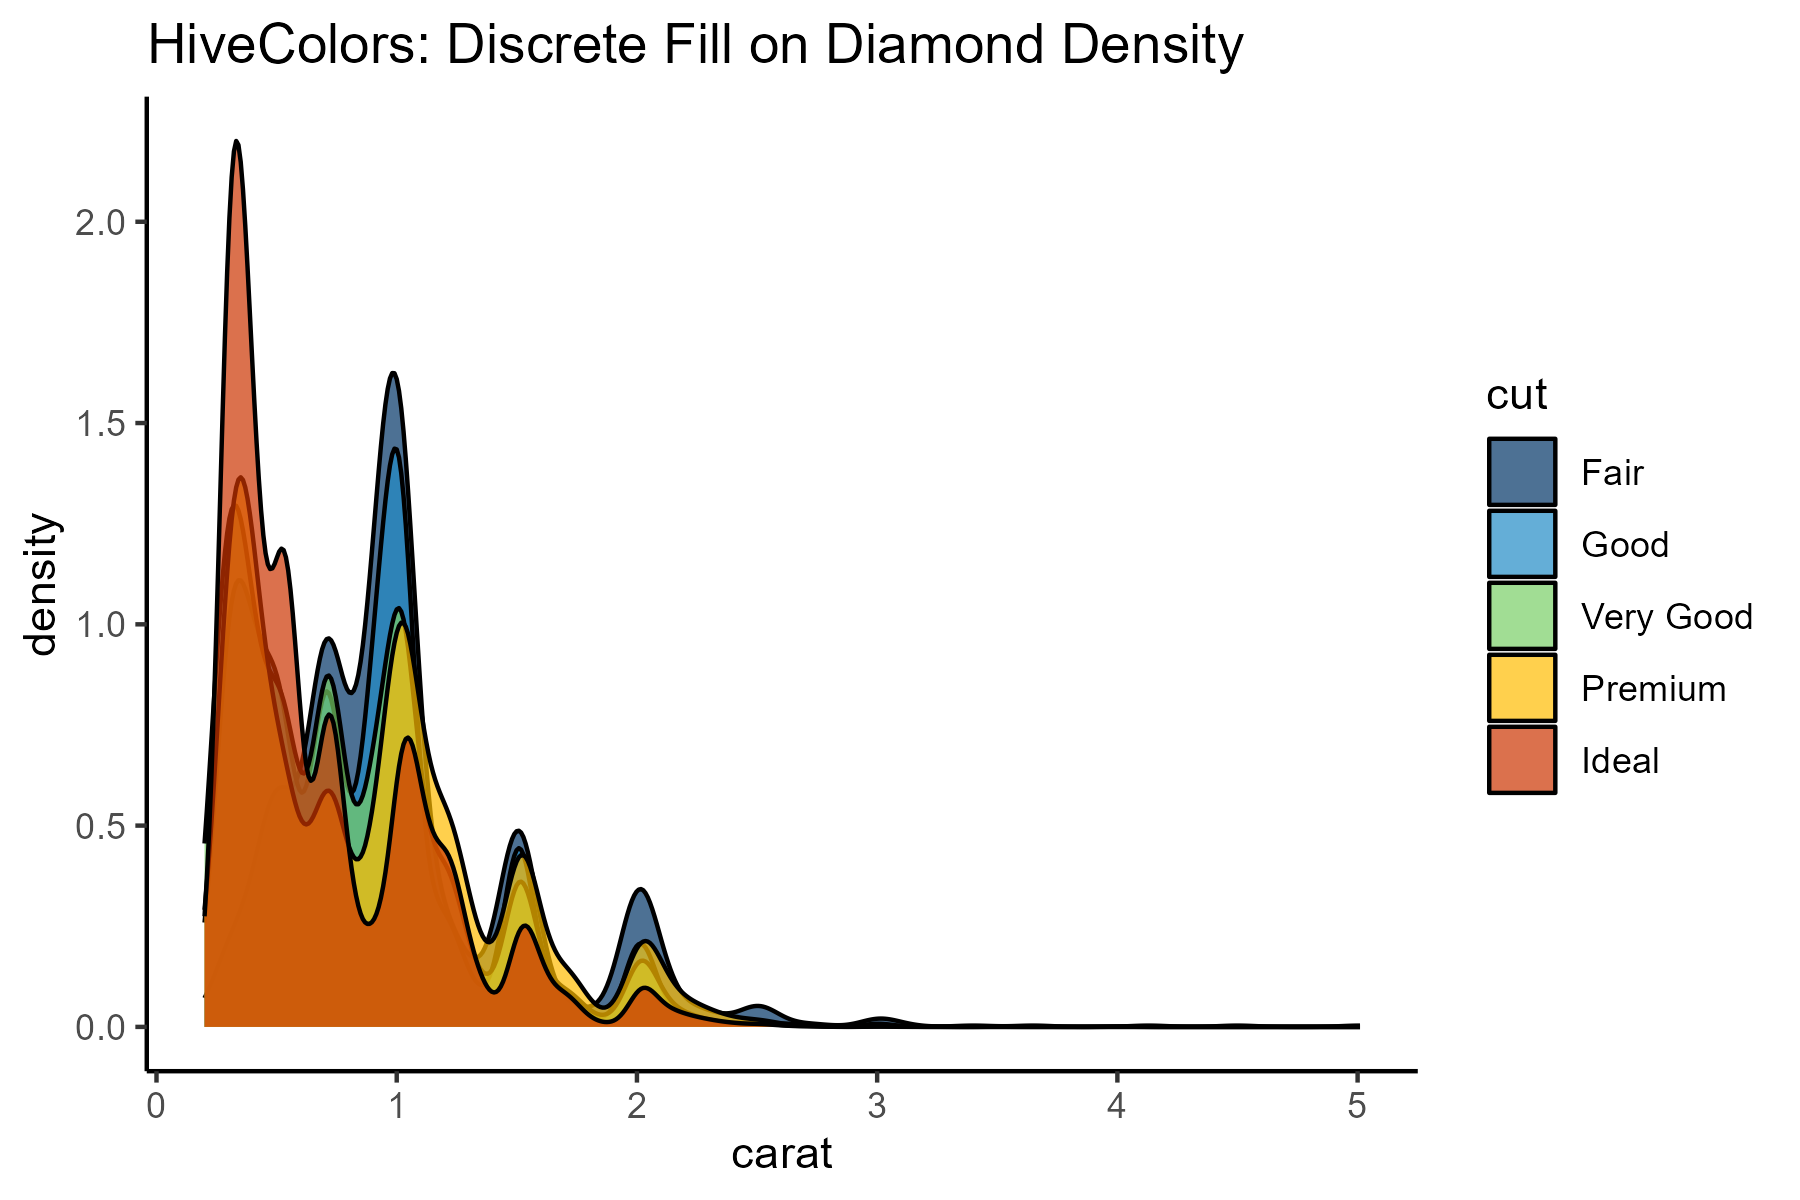 HiveColors: Discrete Fill on Diamond Density
density
2.0
1.5
1.0
0.5
0.0
0 1 2 3 4 5
carat
cut
Fair
Good
Very Good
Premium
Ideal